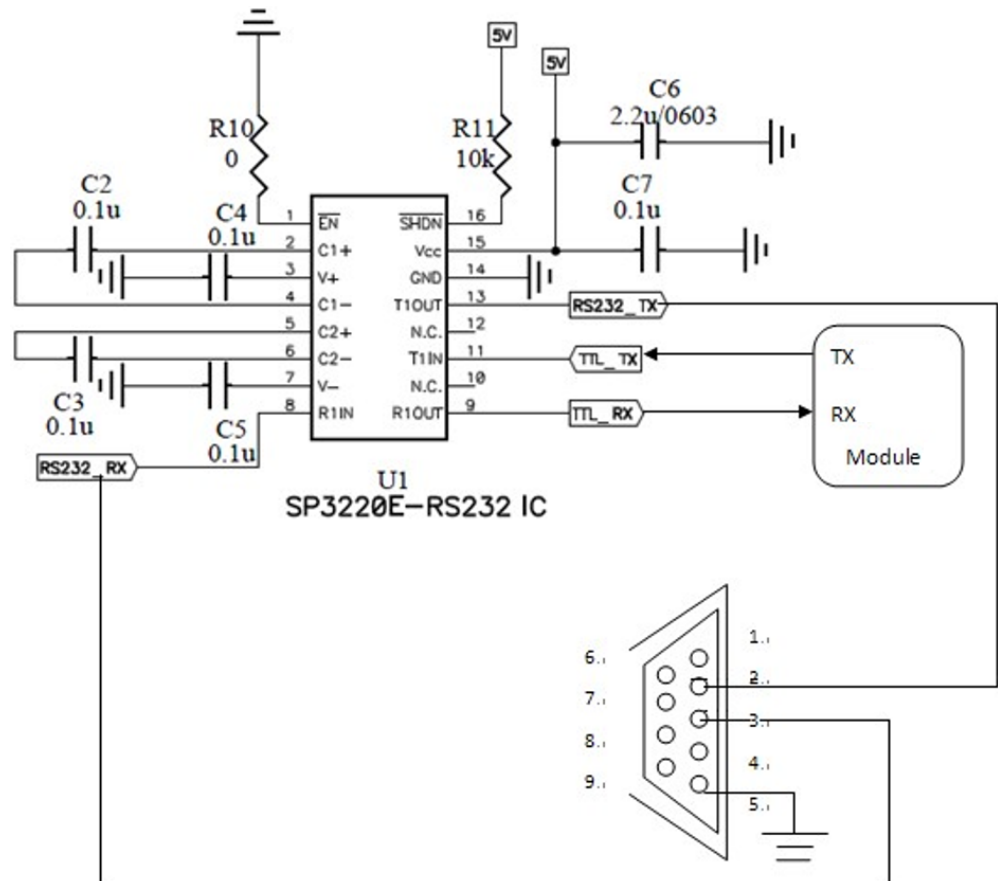 5V
5V
C6
2.2u/0603
R10
0
R11
10k
C2
0.1u
C4
0.1u
C7
0.1u
1 EN SHDN 16
2 C1+ Vcc 15
3 V+ GND 14
4 C1- T1OUT 13
5 C2+ N.C. 12
6 C2- T1IN 11
7 V- N.C. 10
8 R1IN R1OUT 9
RS232_TX
TTL_TX
TTL_RX
TX
RX
Module
C3
0.1u
C5
0.1u
RS232_RX
U1
SP3220E-RS232 IC
1.
6.
2.
7.
3.
8.
4.
9.
5.